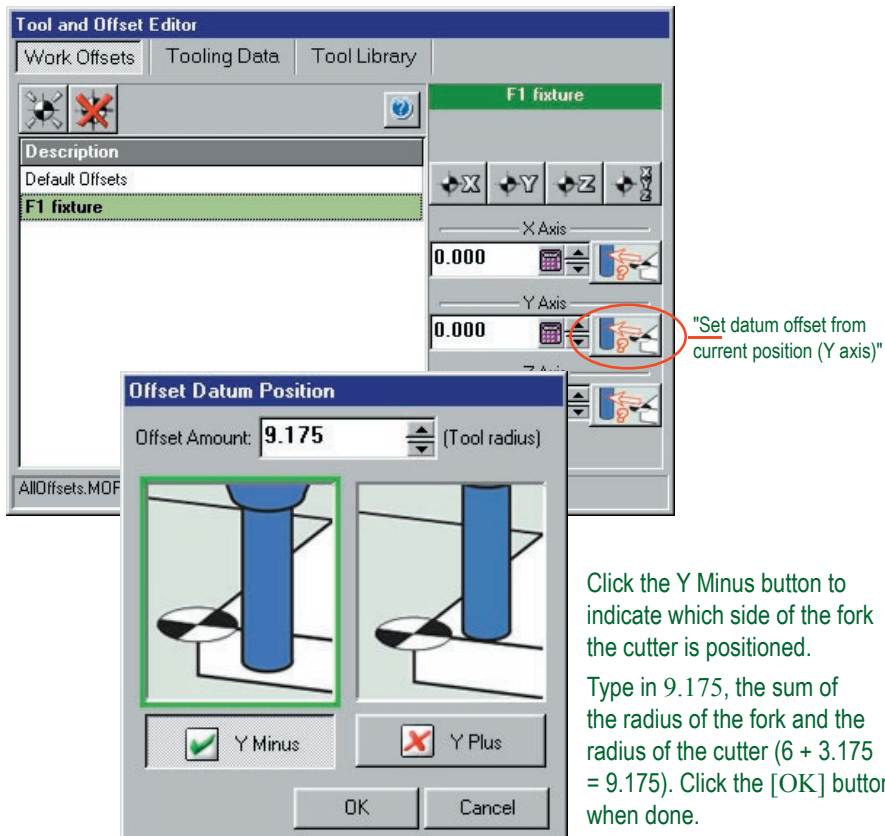 Tool and Offset Editor
Work Offsets
Tooling Data
Tool Library
F1 fixture
Description
Default Offsets
F1 fixture
X
Y
Z
X Y Z
X Axis
0.000
Y Axis
0.000
"Set datum offset from
current position (Y axis)"
AllOffsets.MOF
Offset Datum Position
Offset Amount: 9.175 (Tool radius)
Y Minus
Y Plus
OK
Cancel
Click the Y Minus button to
indicate which side of the fork
the cutter is positioned.
Type in 9.175, the sum of
the radius of the fork and the
radius of the cutter (6 + 3.175
= 9.175). Click the [OK] button
when done.